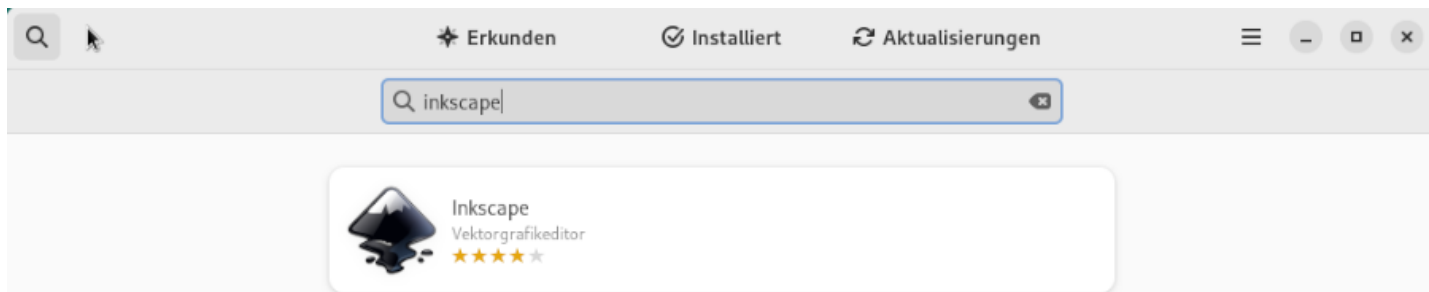 Erkunden Installiert Aktualisierungen
inkscape
Inkscape
Vektorgrafikeditor